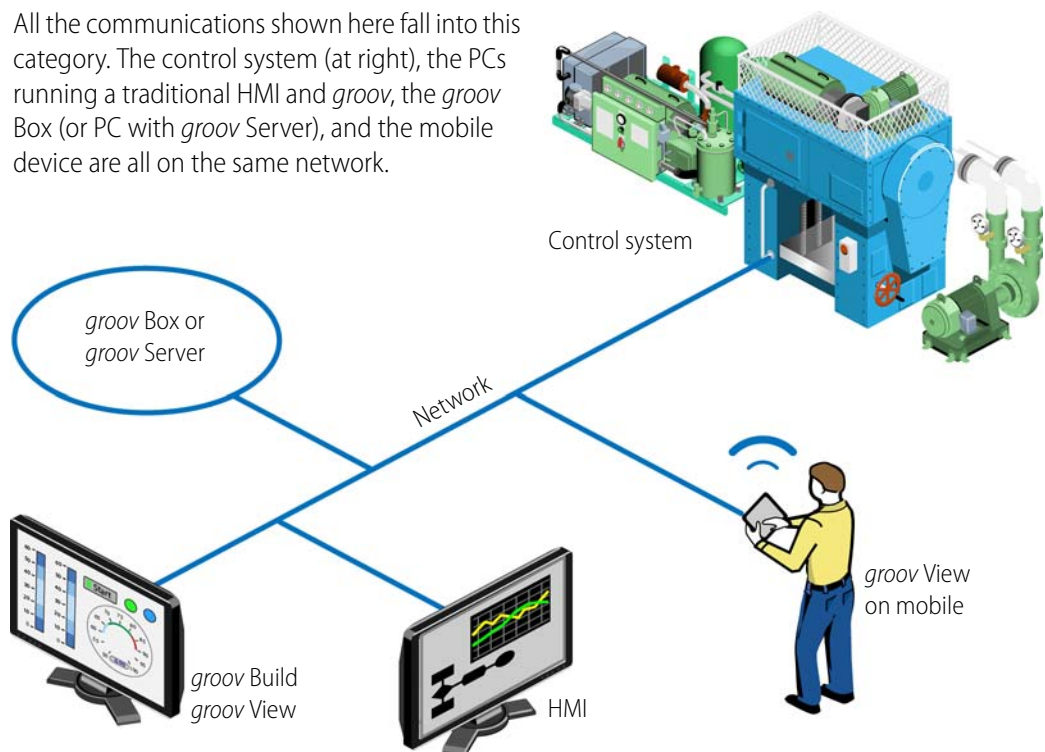 All the communications shown here fall into this
category. The control system (at right), the PCs
running a traditional HMI and groov, the groov
Box (or PC with groov Server), and the mobile
device are all on the same network.
Control system
groov Box or
groov Server
Network
Start
groov View
on mobile
groov Build
groov View
HMI